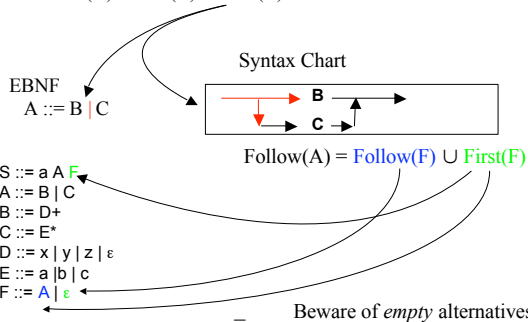 Syntax Chart
EBNF
A ::= B | C
B
C
Follow(A) = Follow(F) ∪ First(F)
S ::= a A F
A ::= B | C
B ::= D+
C ::= E*
D ::= x | y | z | ε
E ::= a |b | c
F ::= A | ε
Beware of empty alternatives